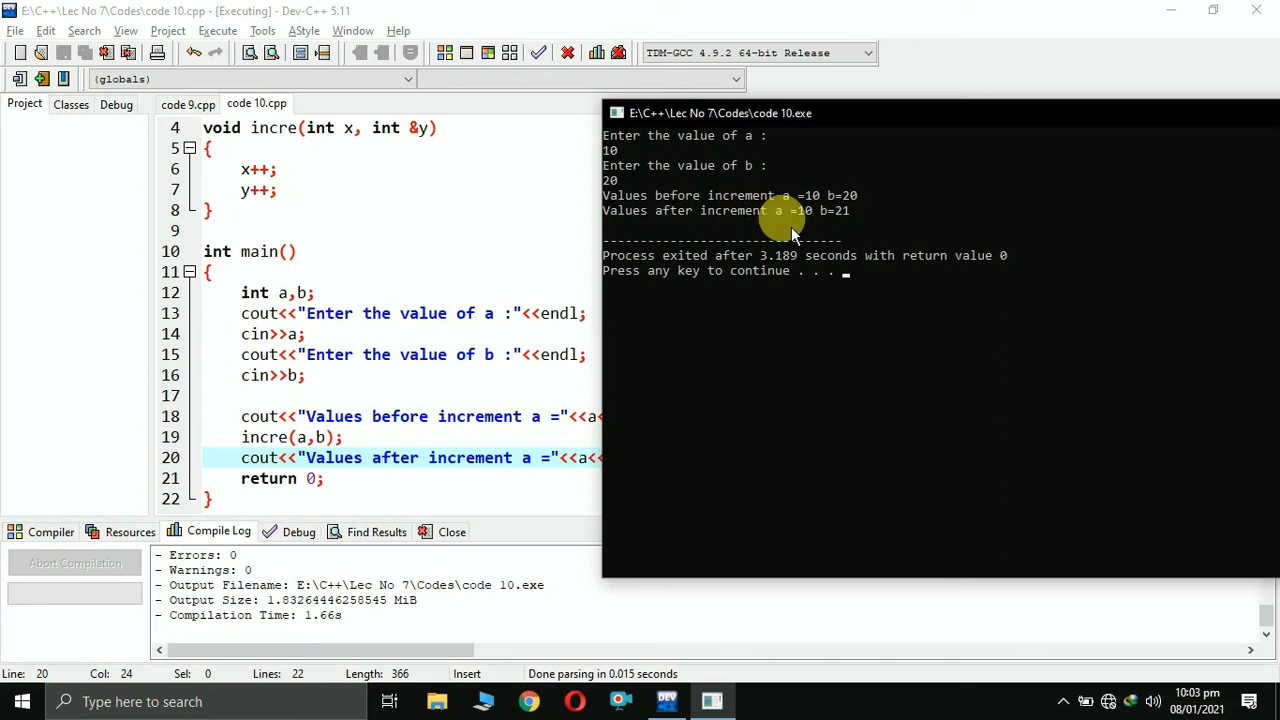 E:\C++\Lec No 7\Codes\code 10.cpp - [Executing] - Dev-C++ 5.11
File Edit Search View Project Execute Tools AStyle Window Help
TDM-GCC 4.9.2 64-bit Release
(globals)
Project Classes Debug
code 9.cpp code 10.cpp
4 void incre(int x, int &y)
5 {
6 x++;
7 y++;
8 }
9
10 int main()
11 {
12 int a,b;
13 cout<<"Enter the value of a :"<<endl;
14 cin>>a;
15 cout<<"Enter the value of b :"<<endl;
16 cin>>b;
17
18 cout<<"Values before increment a ="<<a<
19 incre(a,b);
20 cout<<"Values after increment a ="<<a<<
21 return 0;
22 }
E:\C++\Lec No 7\Codes\code 10.exe
Enter the value of a :
10
Enter the value of b :
20
Values before increment a =10 b=20
Values after increment a =10 b=21
--------------------------------
Process exited after 3.189 seconds with return value 0
Press any key to continue . . .
Compiler Resources Compile Log Debug Find Results Close
Abort Compilation
- Errors: 0
- Warnings: 0
- Output Filename: E:\C++\Lec No 7\Codes\code 10.exe
- Output Size: 1.83264446258545 MiB
- Compilation Time: 1.66s
Line: 20 Col: 24 Sel: 0 Lines: 22 Length: 366 Insert Done parsing in 0.015 seconds
Type here to search
DEV
10:03 pm
08/01/2021